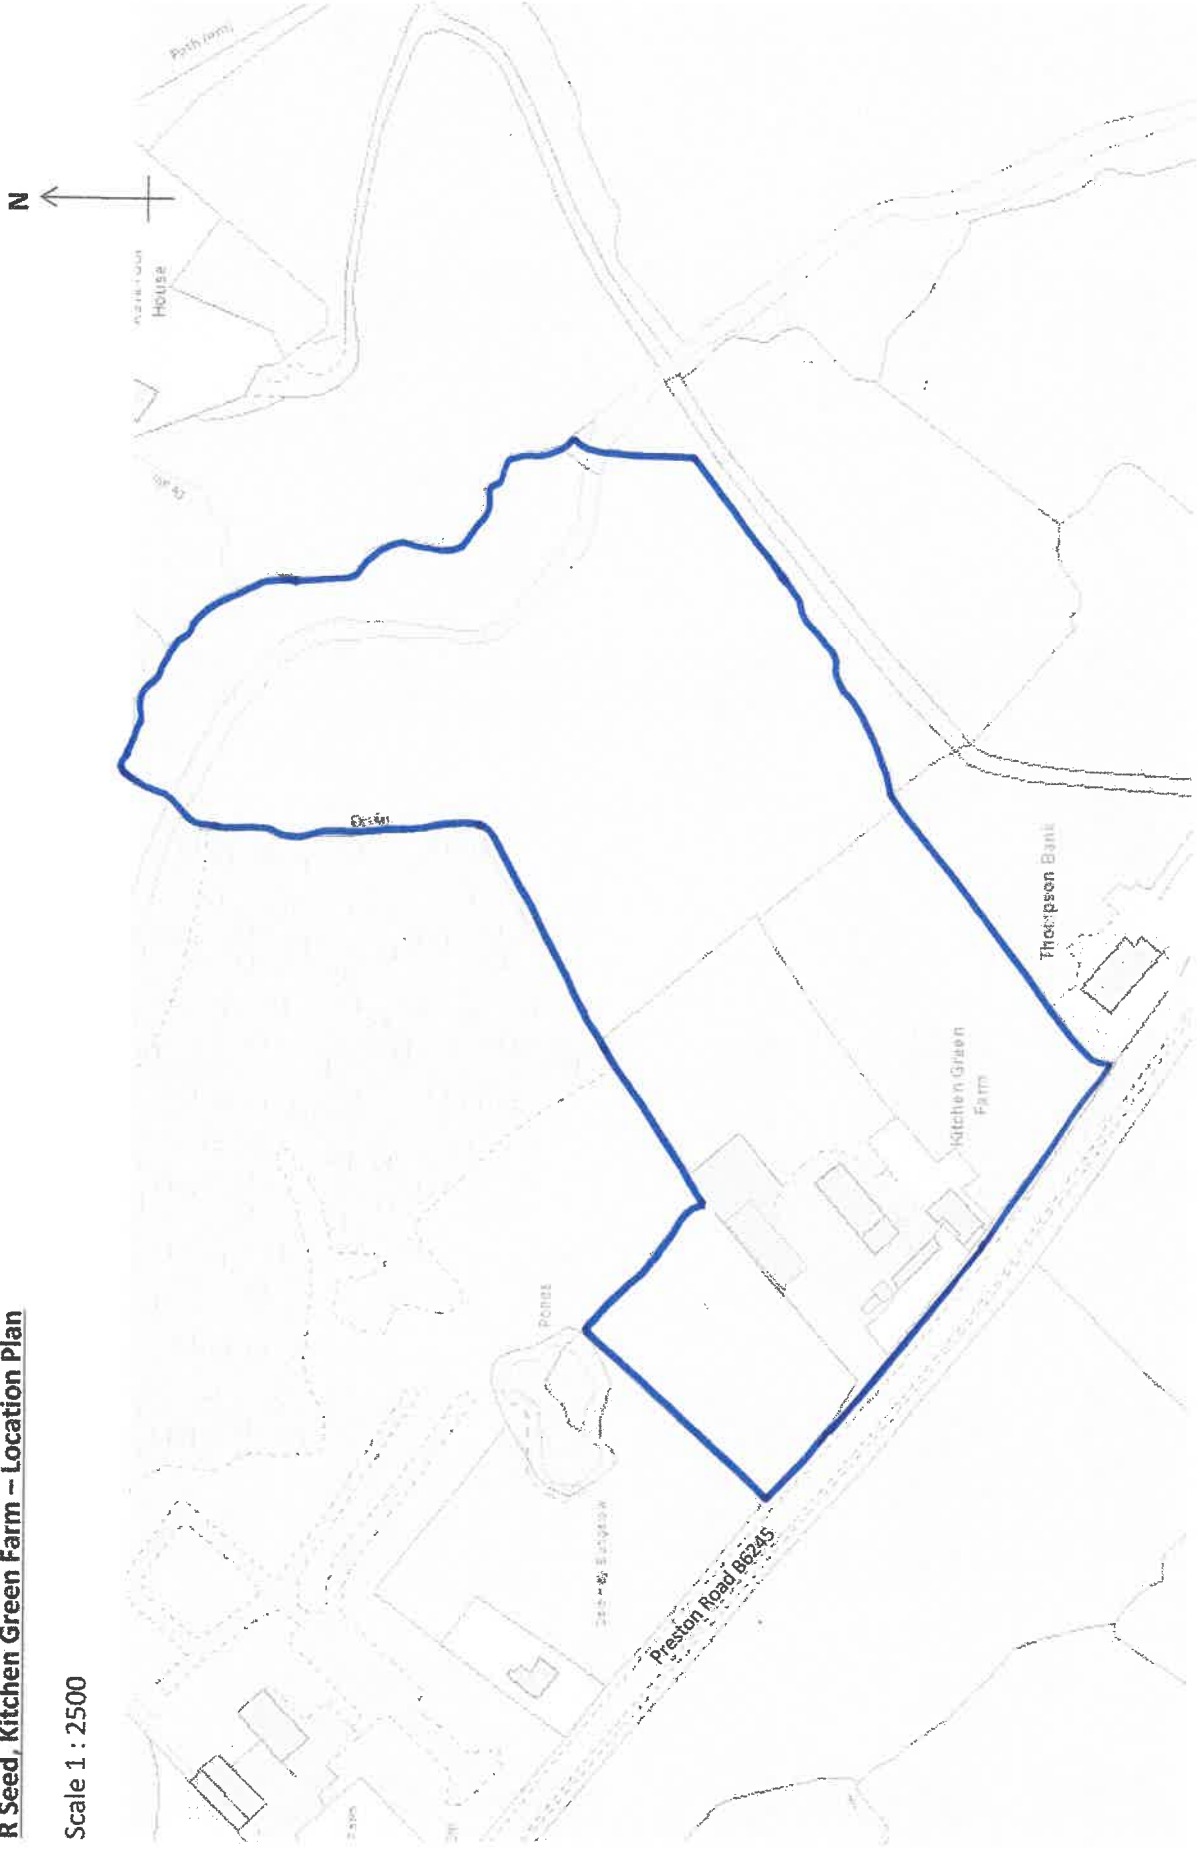 R Seed, Kitchen Green Farm – Location Plan
Scale 1 : 2500
N
Path (um)
House
Drain
Ponds
Preston Road B6245
Kitchen Green
Farm
Thompson Bank